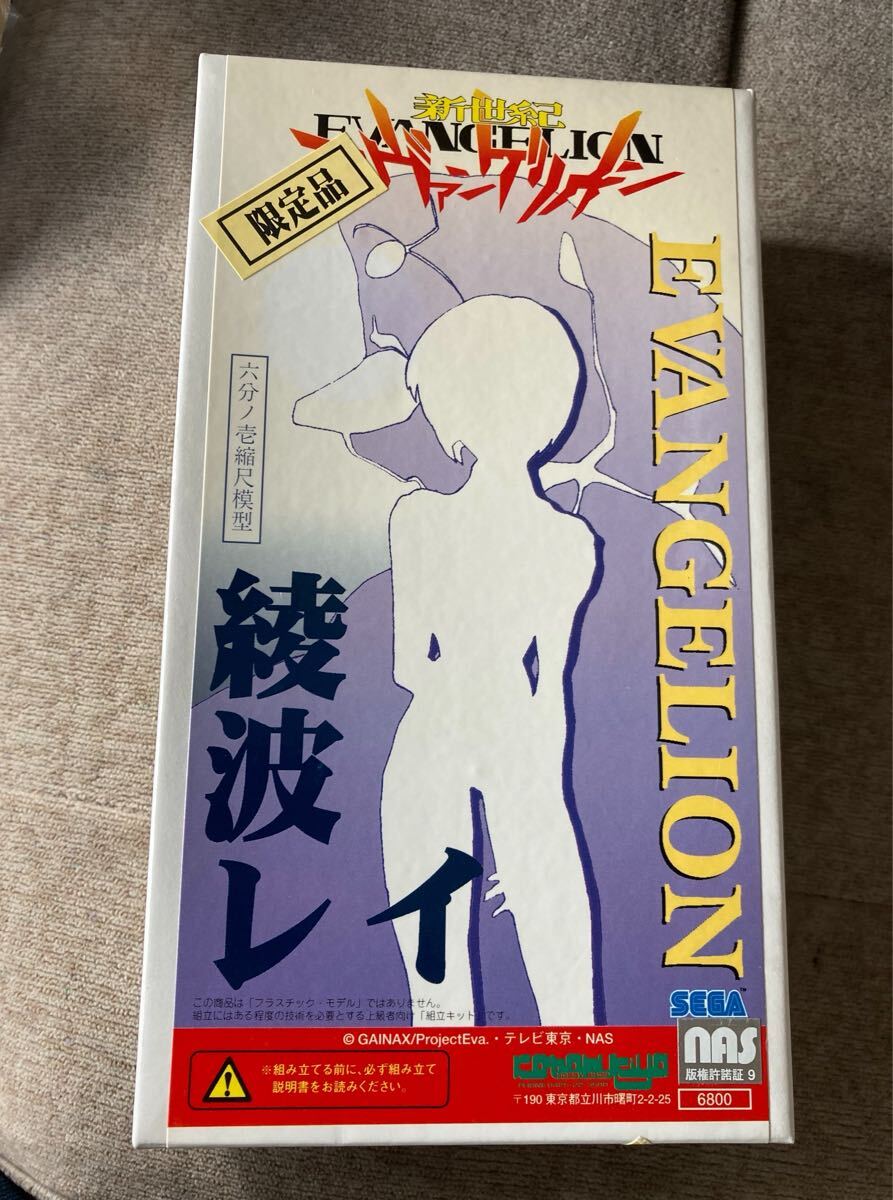 新世紀
EVANGELION
エヴァンゲリオン
限定品
EVANGELION
六分ノ壱縮尺模型
綾波レイ
この商品は「プラスチック・モデル」ではありません。
組立にはある程度の技術を必要とする上級者向け「組立キット」です。
SEGA™
© GAINAX/ProjectEva.・テレビ東京・NAS
※組み立てる前に、必ず組み立て
説明書をお読みください。
〒190 東京都立川市曙町2-2-25
nas
版権許諾証 9
6800